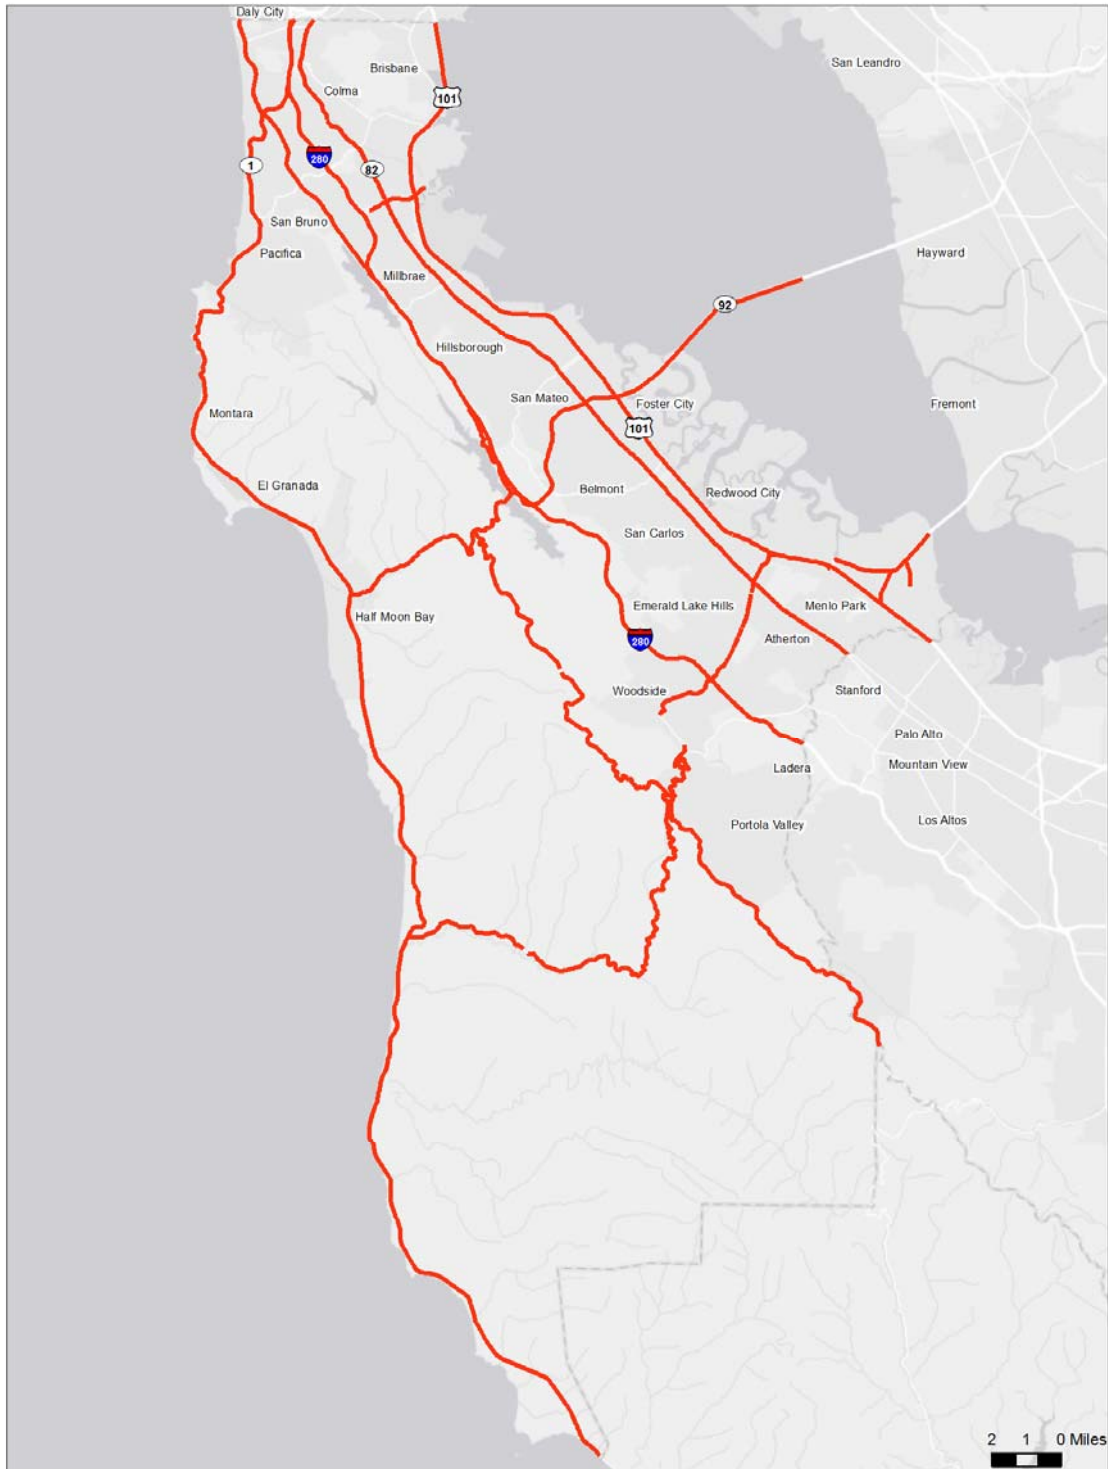 Daly City
San Leandro
Brisbane
Colma
101
280
1
82
San Bruno
Pacifica
Hayward
Millbrae
92
Hillsborough
San Mateo
Foster City
Fremont
Montara
101
El Granada
Belmont
Redwood City
San Carlos
Emerald Lake Hills
Menlo Park
Half Moon Bay
Atherton
280
Woodside
Stanford
Palo Alto
Ladera
Mountain View
Portola Valley
Los Altos
2 1 0 Miles